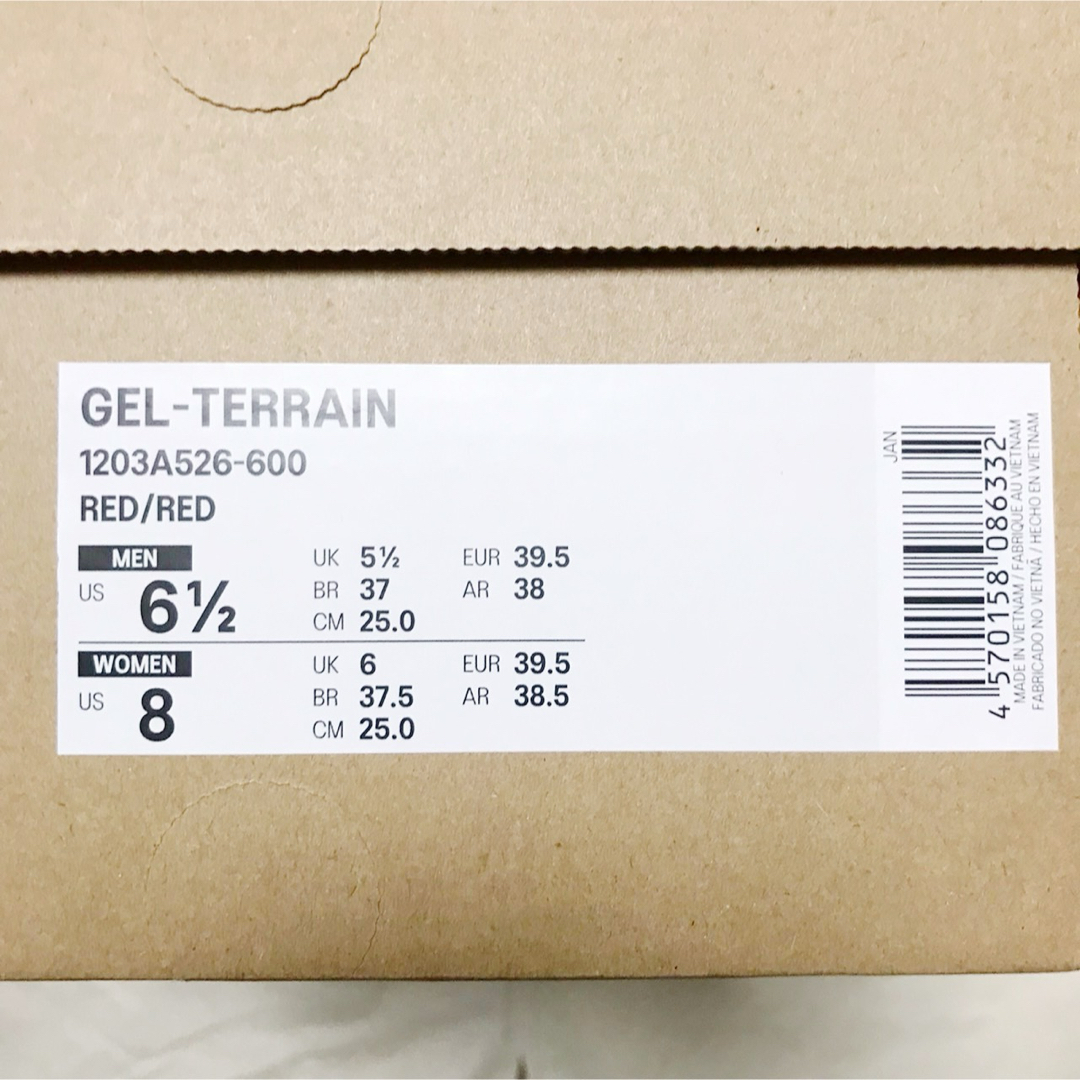 GEL-TERRAIN
1203A526-600
RED/RED
MEN
US 6½
UK 5½ EUR 39.5
BR 37 AR 38
CM 25.0
WOMEN
US 8
UK 6 EUR 39.5
BR 37.5 AR 38.5
CM 25.0
JAN
4 570158 086332
MADE IN VIETNAM / FABRIQUE AU VIETNAM
FABRICADO NO VIETNÃ / HECHO EN VIETNAM